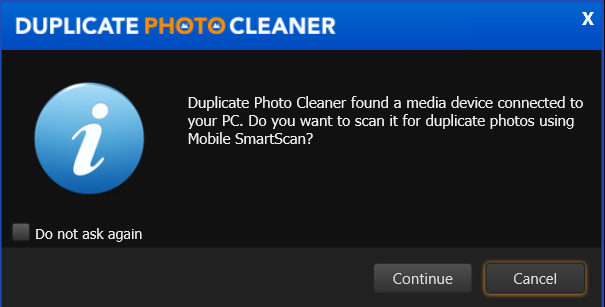 DUPLICATE PHOTO CLEANER
X
Duplicate Photo Cleaner found a media device connected to
your PC. Do you want to scan it for duplicate photos using
Mobile SmartScan?
Do not ask again
Continue Cancel